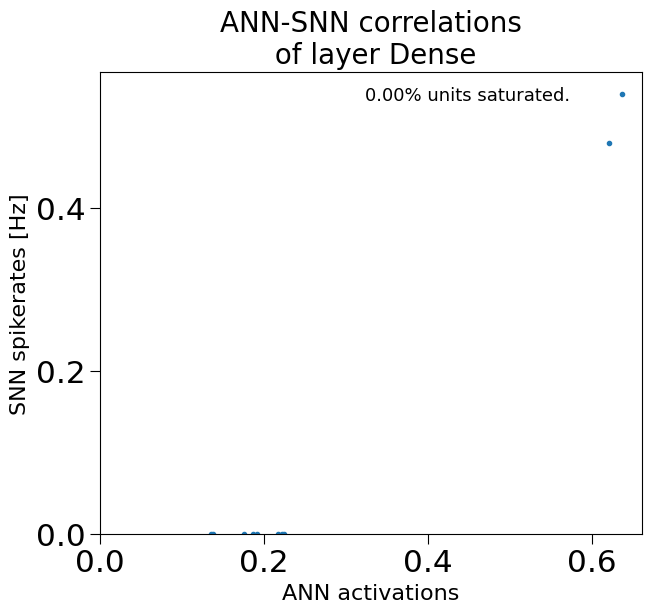 ANN-SNN correlations
of layer Dense
0.00% units saturated.
SNN spikerates [Hz]
0.4
0.2
0.0
0.0 0.2 0.4 0.6
ANN activations